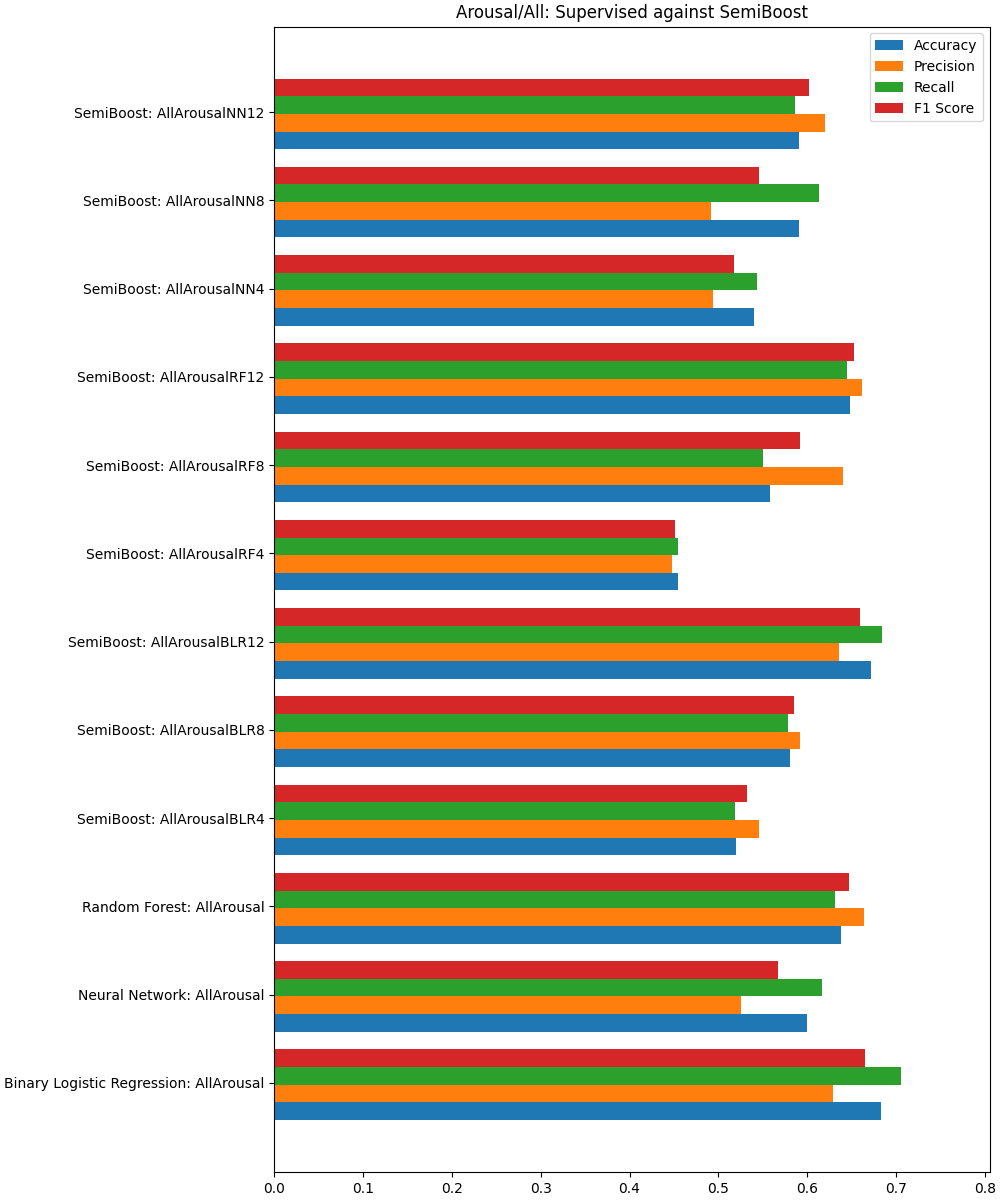 Arousal/All: Supervised against SemiBoost
Accuracy
Precision
Recall
F1 Score
SemiBoost: AllArousalNN12
SemiBoost: AllArousalNN8
SemiBoost: AllArousalNN4
SemiBoost: AllArousalRF12
SemiBoost: AllArousalRF8
SemiBoost: AllArousalRF4
SemiBoost: AllArousalBLR12
SemiBoost: AllArousalBLR8
SemiBoost: AllArousalBLR4
Random Forest: AllArousal
Neural Network: AllArousal
Binary Logistic Regression: AllArousal
0.0 0.1 0.2 0.3 0.4 0.5 0.6 0.7 0.8